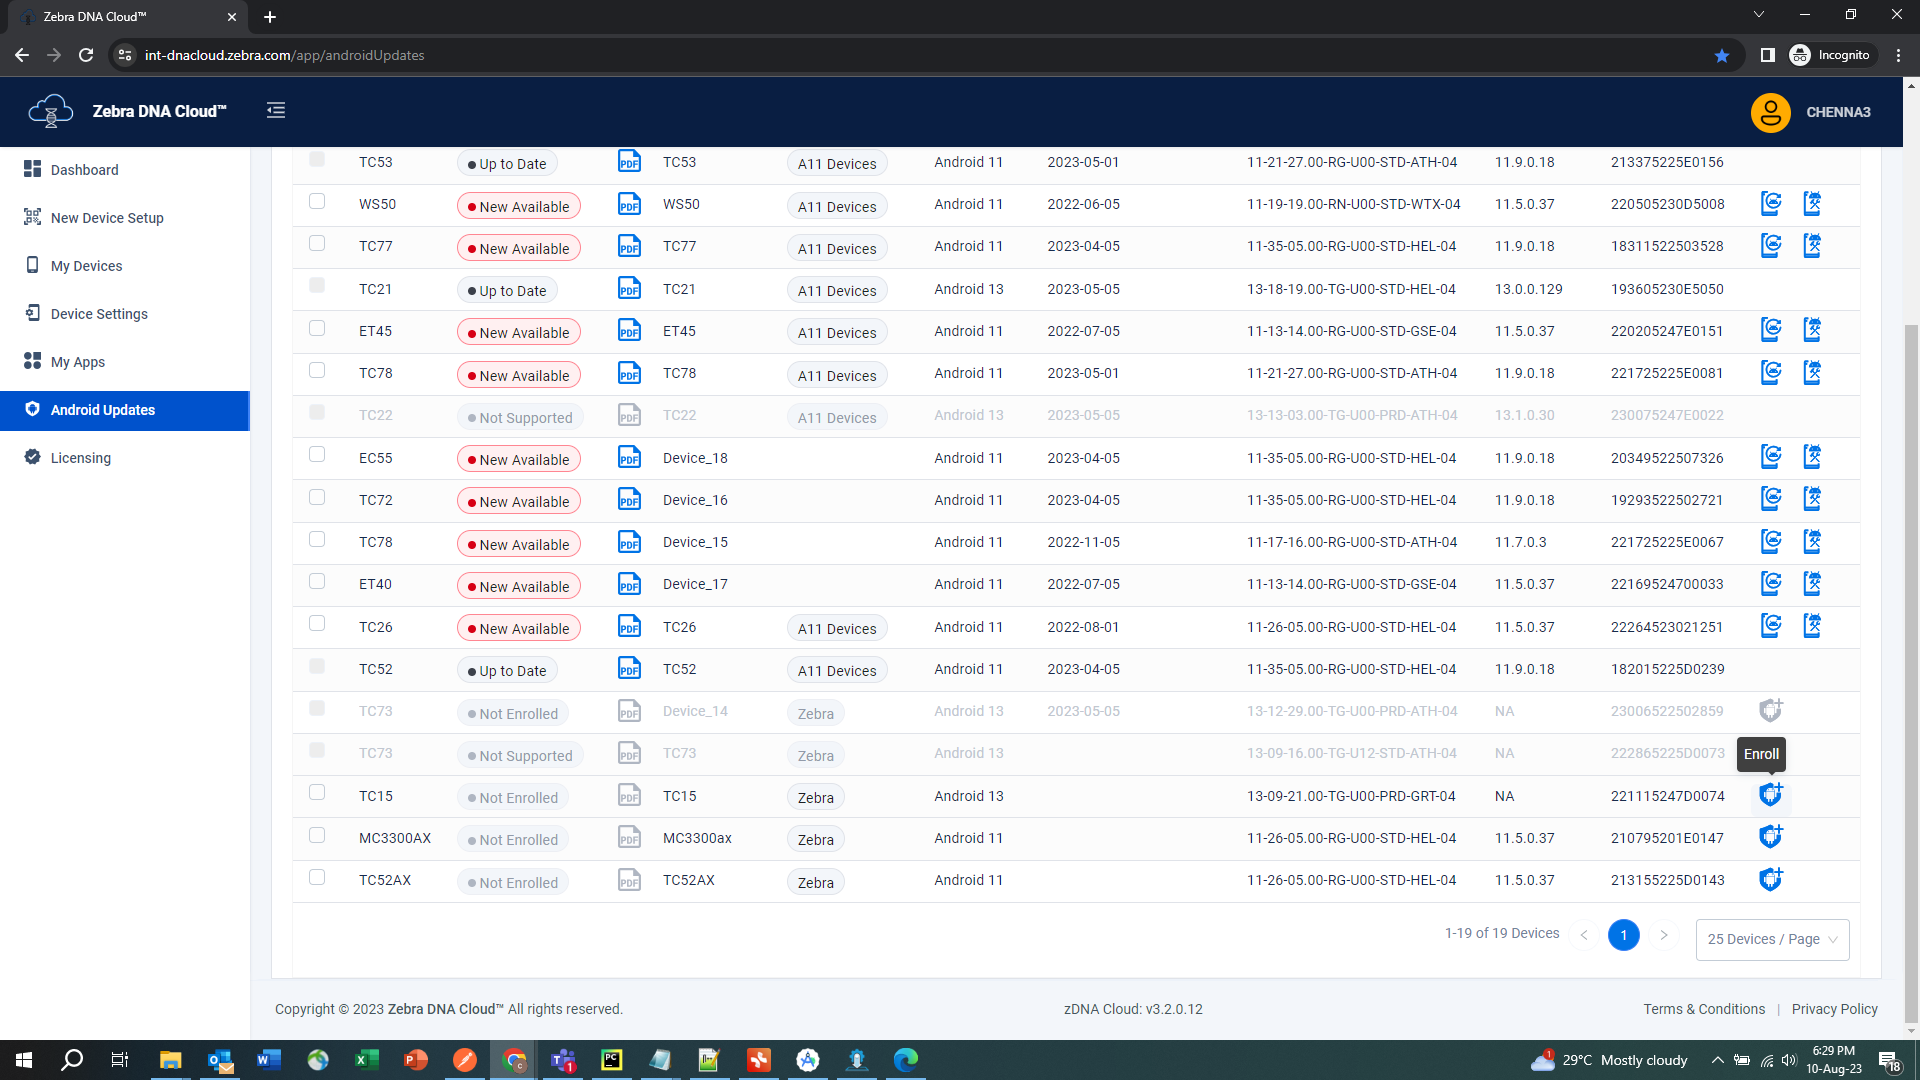 Zebra DNA Cloud™
int-dnacloud.zebra.com/app/androidUpdates
Incognito
Zebra DNA Cloud™
CHENNA3
Dashboard
New Device Setup
My Devices
Device Settings
My Apps
Android Updates
Licensing
TC53 Up to Date PDF TC53 A11 Devices Android 11 2023-05-01 11-21-27.00-RG-U00-STD-ATH-04 11.9.0.18 213375225E0156
WS50 New Available PDF WS50 A11 Devices Android 11 2022-06-05 11-19-19.00-RN-U00-STD-WTX-04 11.5.0.37 220505230D5008
TC77 New Available PDF TC77 A11 Devices Android 11 2023-04-05 11-35-05.00-RG-U00-STD-HEL-04 11.9.0.18 18311522503528
TC21 Up to Date PDF TC21 A11 Devices Android 13 2023-05-05 13-18-19.00-TG-U00-STD-HEL-04 13.0.0.129 193605230E5050
ET45 New Available PDF ET45 A11 Devices Android 11 2022-07-05 11-13-14.00-RG-U00-STD-GSE-04 11.5.0.37 220205247E0151
TC78 New Available PDF TC78 A11 Devices Android 11 2023-05-01 11-21-27.00-RG-U00-STD-ATH-04 11.9.0.18 221725225E0081
TC22 Not Supported PDF TC22 A11 Devices Android 13 2023-05-05 13-13-03.00-TG-U00-PRD-ATH-04 13.1.0.30 230075247E0022
EC55 New Available PDF Device_18 Android 11 2023-04-05 11-35-05.00-RG-U00-STD-HEL-04 11.9.0.18 20349522507326
TC72 New Available PDF Device_16 Android 11 2023-04-05 11-35-05.00-RG-U00-STD-HEL-04 11.9.0.18 19293522502721
TC78 New Available PDF Device_15 Android 11 2022-11-05 11-17-16.00-RG-U00-STD-ATH-04 11.7.0.3 221725225E0067
ET40 New Available PDF Device_17 Android 11 2022-07-05 11-13-14.00-RG-U00-STD-GSE-04 11.5.0.37 22169524700033
TC26 New Available PDF TC26 A11 Devices Android 11 2022-08-01 11-26-05.00-RG-U00-STD-HEL-04 11.5.0.37 22264523021251
TC52 Up to Date PDF TC52 A11 Devices Android 11 2023-04-05 11-35-05.00-RG-U00-STD-HEL-04 11.9.0.18 182015225D0239
TC73 Not Enrolled PDF Device_14 Zebra Android 13 2023-05-05 13-12-29.00-TG-U00-PRD-ATH-04 NA 23006522502859
TC73 Not Supported PDF TC73 Zebra Android 13 13-09-16.00-TG-U12-STD-ATH-04 NA 222865225D0073
Enroll
TC15 Not Enrolled PDF TC15 Zebra Android 13 13-09-21.00-TG-U00-PRD-GRT-04 NA 221115247D0074
MC3300AX Not Enrolled PDF MC3300ax Zebra Android 11 11-26-05.00-RG-U00-STD-HEL-04 11.5.0.37 210795201E0147
TC52AX Not Enrolled PDF TC52AX Zebra Android 11 11-26-05.00-RG-U00-STD-HEL-04 11.5.0.37 213155225D0143
1-19 of 19 Devices < 1 > 25 Devices / Page
Copyright © 2023 Zebra DNA Cloud™ All rights reserved.
zDNA Cloud: v3.2.0.12
Terms & Conditions | Privacy Policy
1 29°C Mostly cloudy
6:29 PM
10-Aug-23
18